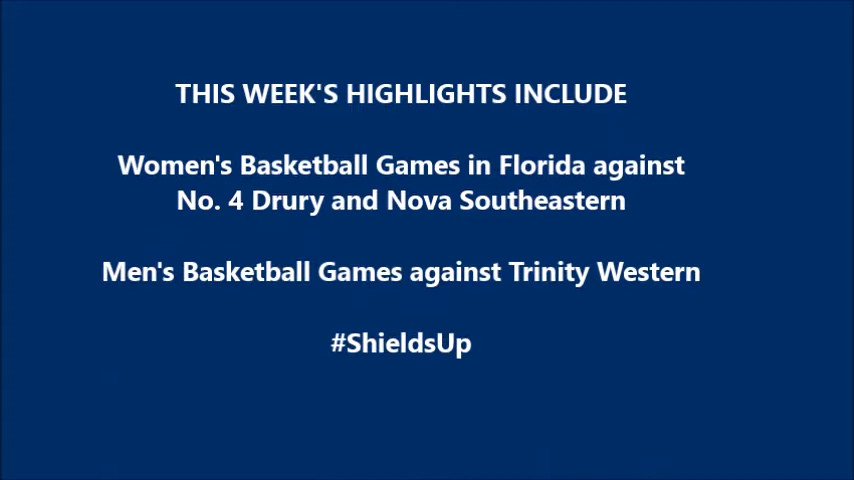 THIS WEEK'S HIGHLIGHTS INCLUDE
Women's Basketball Games in Florida against
No. 4 Drury and Nova Southeastern
Men's Basketball Games against Trinity Western
#ShieldsUp